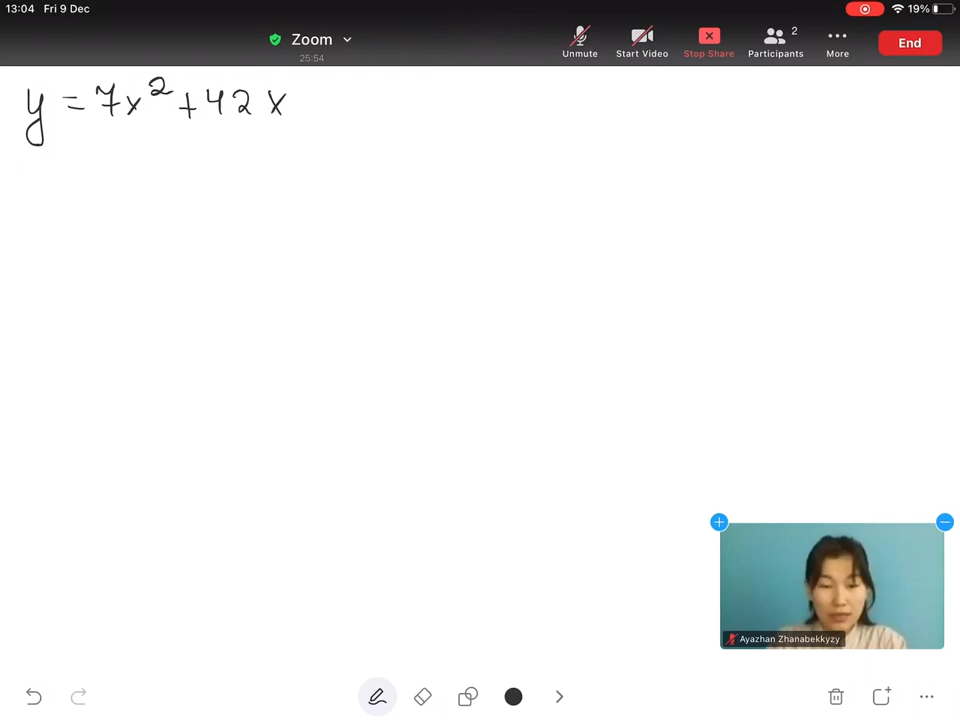 13:04 Fri 9 Dec
19%
Zoom
25:54
Unmute
Start Video
Stop Share
Participants
2
More
End
y = 7x² + 42x
Ayazhan Zhanabekkyzy